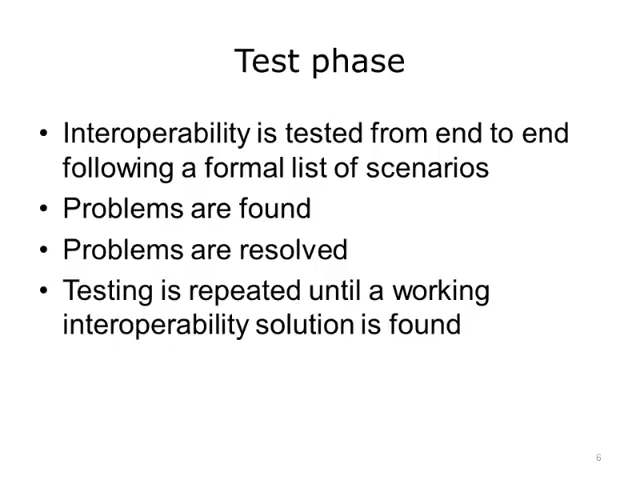 Test phase
• Interoperability is tested from end to end
following a formal list of scenarios
• Problems are found
• Problems are resolved
• Testing is repeated until a working
interoperability solution is found
6